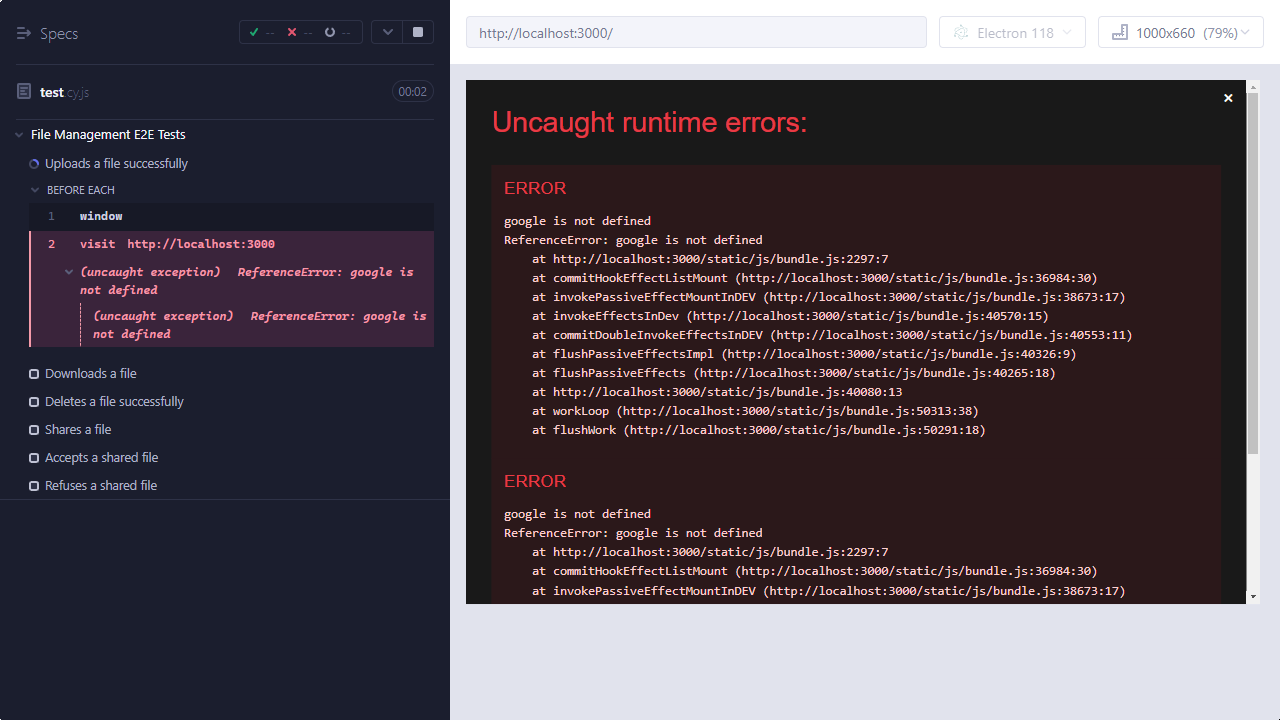 Specs
-- -- --
test cy.js
00:02
File Management E2E Tests
Uploads a file successfully
BEFORE EACH
1 window
2 visit http://localhost:3000
(uncaught exception) ReferenceError: google is
not defined
(uncaught exception) ReferenceError: google is
not defined
Downloads a file
Deletes a file successfully
Shares a file
Accepts a shared file
Refuses a shared file
http://localhost:3000/
Electron 118
1000x660 (79%)
×
Uncaught runtime errors:
ERROR
google is not defined
ReferenceError: google is not defined
at http://localhost:3000/static/js/bundle.js:2297:7
at commitHookEffectListMount (http://localhost:3000/static/js/bundle.js:36984:30)
at invokePassiveEffectMountInDEV (http://localhost:3000/static/js/bundle.js:38673:17)
at invokeEffectsInDev (http://localhost:3000/static/js/bundle.js:40570:15)
at commitDoubleInvokeEffectsInDEV (http://localhost:3000/static/js/bundle.js:40553:11)
at flushPassiveEffectsImpl (http://localhost:3000/static/js/bundle.js:40326:9)
at flushPassiveEffects (http://localhost:3000/static/js/bundle.js:40265:18)
at http://localhost:3000/static/js/bundle.js:40080:13
at workLoop (http://localhost:3000/static/js/bundle.js:50313:38)
at flushWork (http://localhost:3000/static/js/bundle.js:50291:18)
ERROR
google is not defined
ReferenceError: google is not defined
at http://localhost:3000/static/js/bundle.js:2297:7
at commitHookEffectListMount (http://localhost:3000/static/js/bundle.js:36984:30)
at invokePassiveEffectMountInDEV (http://localhost:3000/static/js/bundle.js:38673:17)